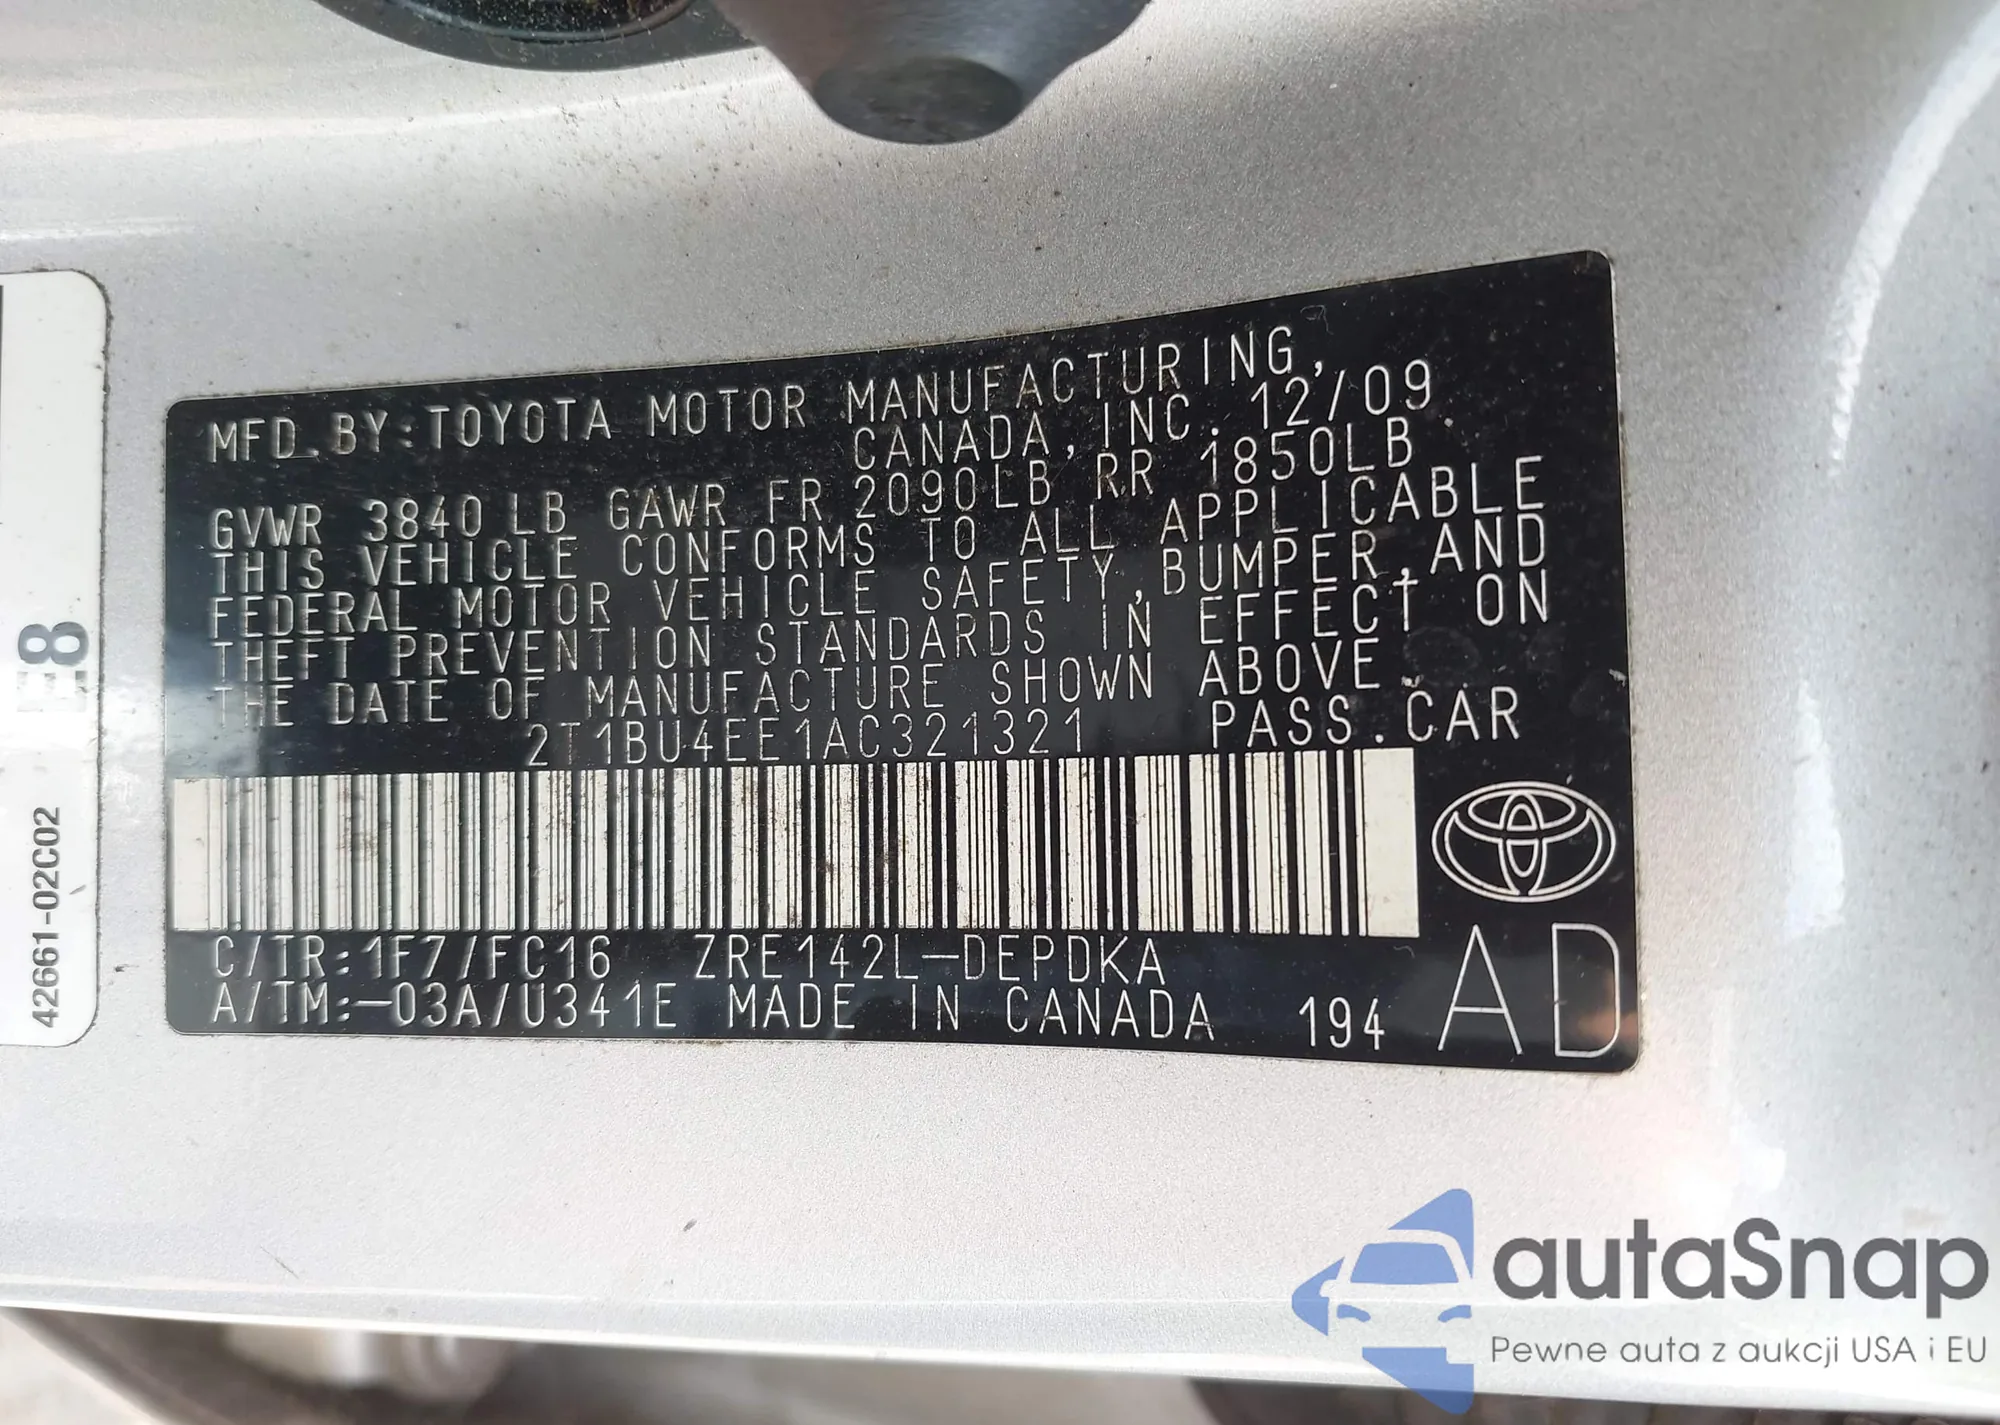 MFD. BY: TOYOTA MOTOR MANUFACTURING,
CANADA, INC. 12/09
GVWR 3840 LB GAWR FR 2090LB RR 1850LB
THIS VEHICLE CONFORMS TO ALL APPLICABLE
FEDERAL MOTOR VEHICLE SAFETY, BUMPER, AND
THEFT PREVENTION STANDARDS IN EFFECT ON
THE DATE OF MANUFACTURE SHOWN ABOVE.
2T1BU4EE1AC321321 PASS. CAR
C/TR: 1F7/FC16 ZRE142L-DEPDKA
A/TM:-03A/U341E MADE IN CANADA 194
AD
E8
42661-02C02
autaSnap
Pewne auta z aukcji USA i EU